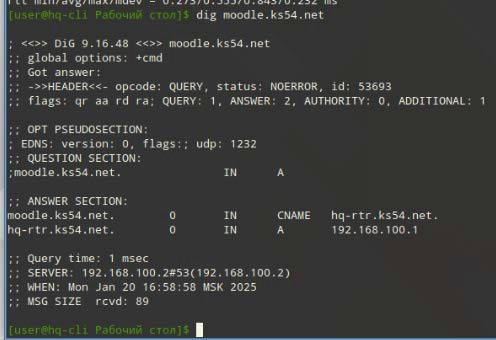 rtt min/avg/max/mdev = 0.273/0.555/0.843/0.232 ms
[user@hq-cli Рабочий стол]$ dig moodle.ks54.net
; <<>> DiG 9.16.48 <<>> moodle.ks54.net
;; global options: +cmd
;; Got answer:
;; ->>HEADER<<- opcode: QUERY, status: NOERROR, id: 53693
;; flags: qr aa rd ra; QUERY: 1, ANSWER: 2, AUTHORITY: 0, ADDITIONAL: 1
;; OPT PSEUDOSECTION:
; EDNS: version: 0, flags:; udp: 1232
;; QUESTION SECTION:
;moodle.ks54.net. IN A
;; ANSWER SECTION:
moodle.ks54.net. 0 IN CNAME hq-rtr.ks54.net.
hq-rtr.ks54.net. 0 IN A 192.168.100.1
;; Query time: 1 msec
;; SERVER: 192.168.100.2#53(192.168.100.2)
;; WHEN: Mon Jan 20 16:58:58 MSK 2025
;; MSG SIZE rcvd: 89
[user@hq-cli Рабочий стол]$